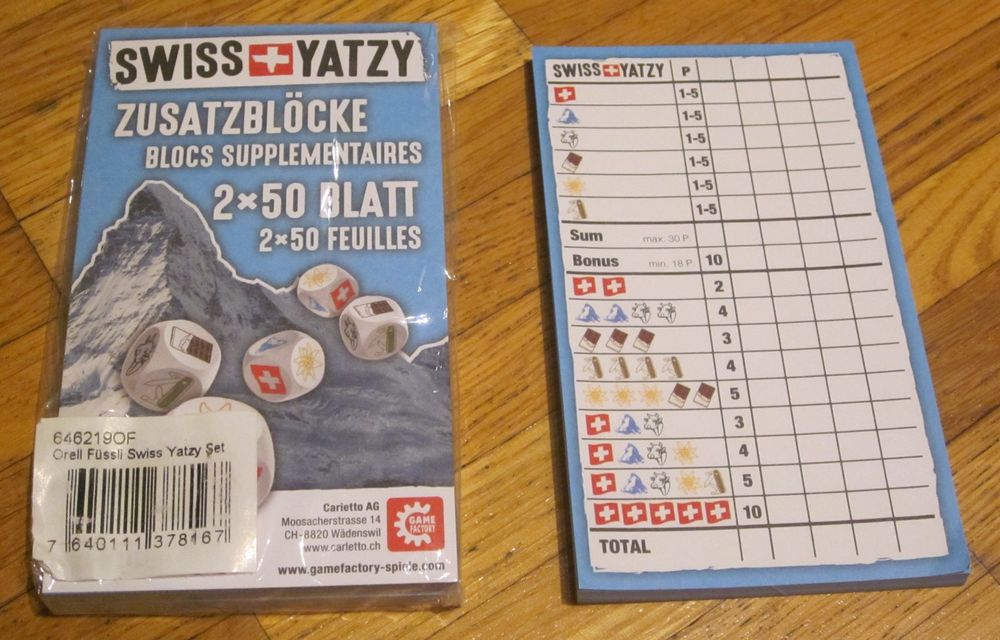 SWISS YATZY
ZUSATZBLÖCKE
BLOCS SUPPLEMENTAIRES
2×50 BLATT
2×50 FEUILLES
646219OF
Orell Füssli Swiss Yatzy Set
7 640111 378167
Carletto AG
Moosacherstrasse 14
CH-8820 Wädenswil
www.carletto.ch
GAME FACTORY
www.gamefactory-spiele.com
SWISS YATZY P
1-5
1-5
1-5
1-5
1-5
1-5
Sum max. 30 P.
Bonus min. 18 P. 10
2
4
3
4
5
3
4
5
10
TOTAL